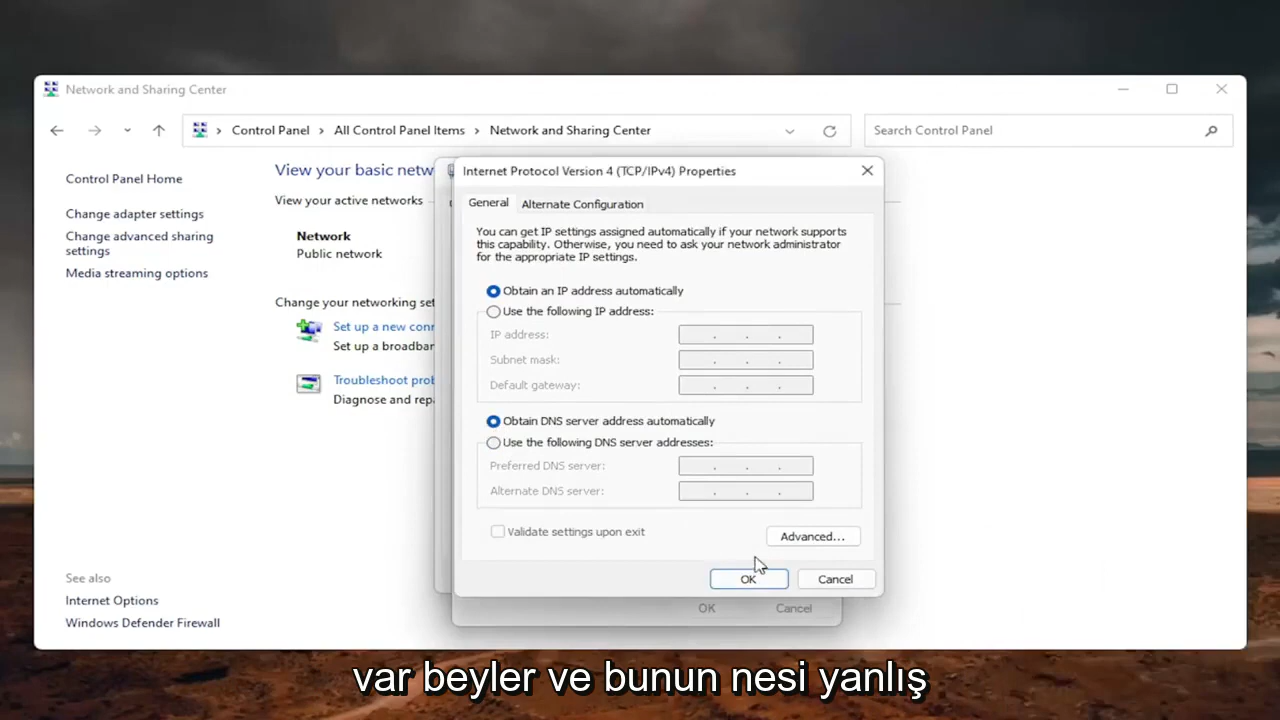 Network and Sharing Center
Control Panel > All Control Panel Items > Network and Sharing Center
Search Control Panel
Control Panel Home
Change adapter settings
Change advanced sharing
settings
Media streaming options
See also
Internet Options
Windows Defender Firewall
View your basic netw
View your active networks
Network
Public network
Change your networking set
Set up a new conn
Set up a broadbar
Troubleshoot prob
Diagnose and repa
Internet Protocol Version 4 (TCP/IPv4) Properties
General
Alternate Configuration
You can get IP settings assigned automatically if your network supports
this capability. Otherwise, you need to ask your network administrator
for the appropriate IP settings.
Obtain an IP address automatically
Use the following IP address:
IP address:
Subnet mask:
Default gateway:
Obtain DNS server address automatically
Use the following DNS server addresses:
Preferred DNS server:
Alternate DNS server:
Validate settings upon exit
Advanced...
OK Cancel
OK Cancel
var beyler ve bunun nesi yanlış